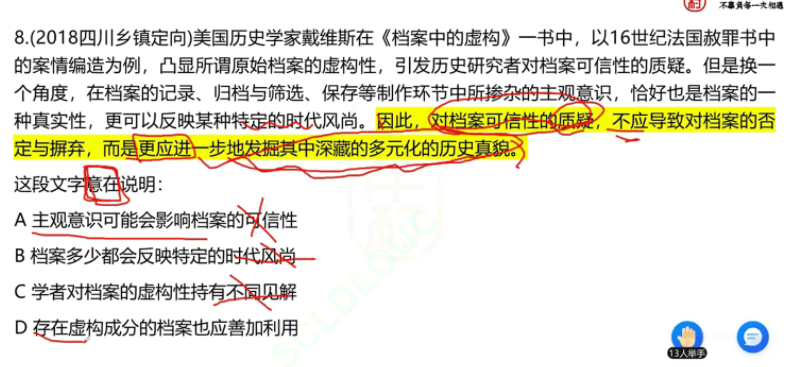 不辜负每一次相遇
8.(2018四川乡镇定向)美国历史学家戴维斯在《档案中的虚构》一书中，以16世纪法国赦罪书中
的案情编造为例，凸显所谓原始档案的虚构性，引发历史研究者对档案可信性的质疑。但是换一
个角度，在档案的记录、归档与筛选、保存等制作环节中所掺杂的主观意识，恰好也是档案的一
种真实性，更可以反映某种特定的时代风尚。因此，对档案可信性的质疑，不应导致对档案的否
定与摒弃，而是更应进一步地发掘其中深藏的多元化的历史真貌。
这段文字意在说明：
A 主观意识可能会影响档案的可信性
B 档案多少都会反映特定的时代风尚
C 学者对档案的虚构性持有不同见解
D 存在虚构成分的档案也应善加利用
SCLDLOUC
13人举手